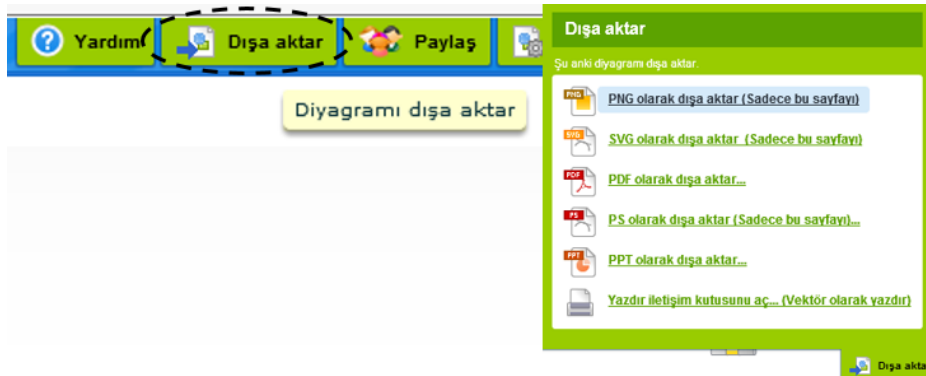 Yardım
Dışa aktar
Paylaş
Diyagramı dışa aktar
Dışa aktar
Şu anki diyagramı dışa aktar.
PNG
PNG olarak dışa aktar (Sadece bu sayfayı)
SVG
SVG olarak dışa aktar (Sadece bu sayfayı)
PDF
PDF olarak dışa aktar...
PS
PS olarak dışa aktar (Sadece bu sayfayı)...
PPT
PPT olarak dışa aktar...
Yazdır iletişim kutusunu aç... (Vektör olarak yazdır)
Dışa akta